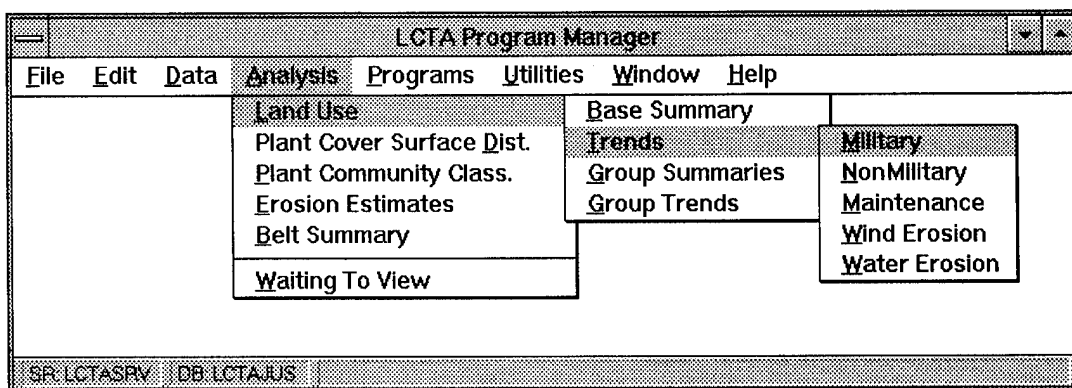 LCTA Program Manager
File Edit Data Analysis Programs Utilities Window Help
Land Use
Plant Cover Surface Dist.
Plant Community Class.
Erosion Estimates
Belt Summary
Waiting To View
Base Summary
Trends
Group Summaries
Group Trends
Military
NonMilitary
Maintenance
Wind Erosion
Water Erosion
SR: LCTASRV DB: LCTAJUS